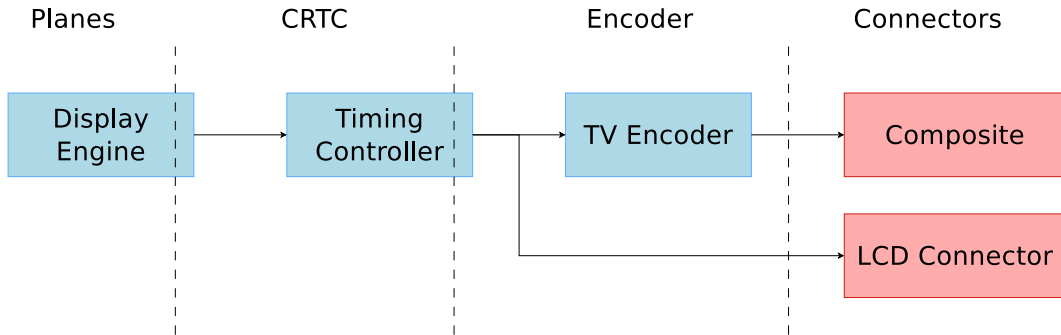 Planes
CRTC
Encoder
Connectors
Display
Engine
Timing
Controller
TV Encoder
Composite
LCD Connector